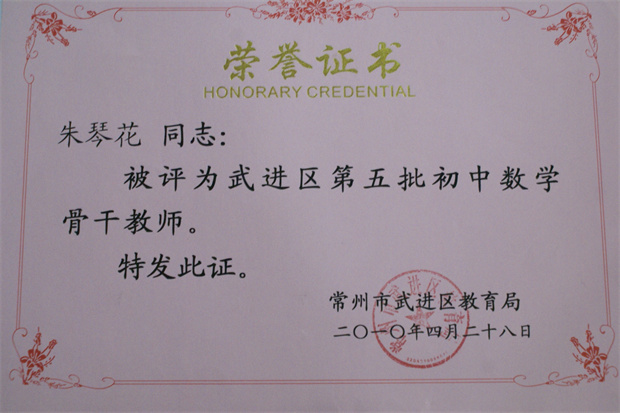 荣誉证书
HONORARY CREDENTIAL
朱琴花 同志：
被评为武进区第五批初中数学
骨干教师。
特发此证。
常州市武进区教育局
二〇一〇年四月二十八日